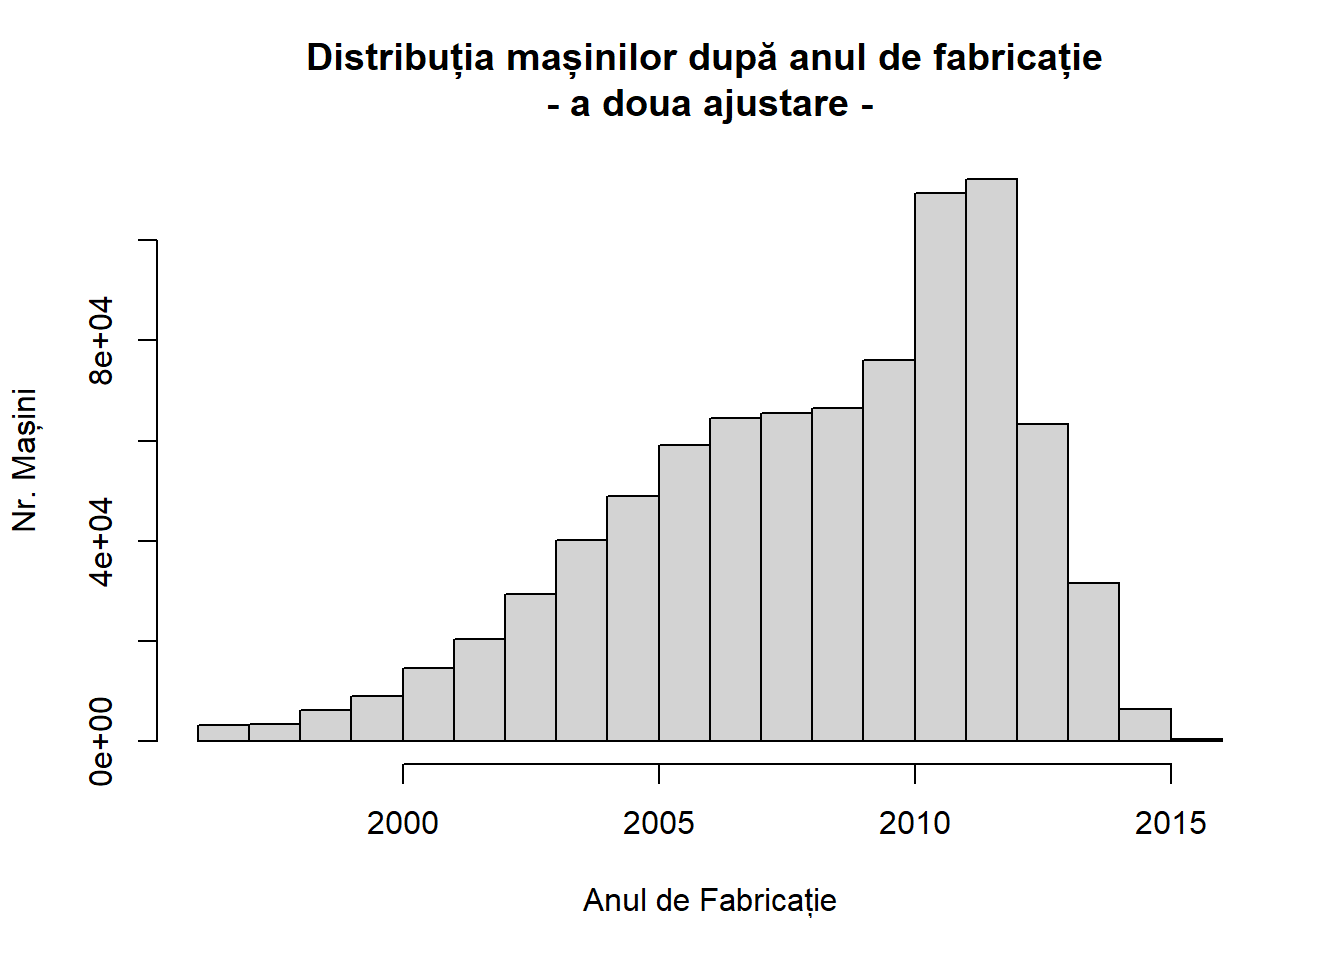 Distribuția mașinilor după anul de fabricație
- a doua ajustare -
Nr. Mașini
8e+04
4e+04
0e+00
2000 2005 2010 2015
Anul de Fabricație